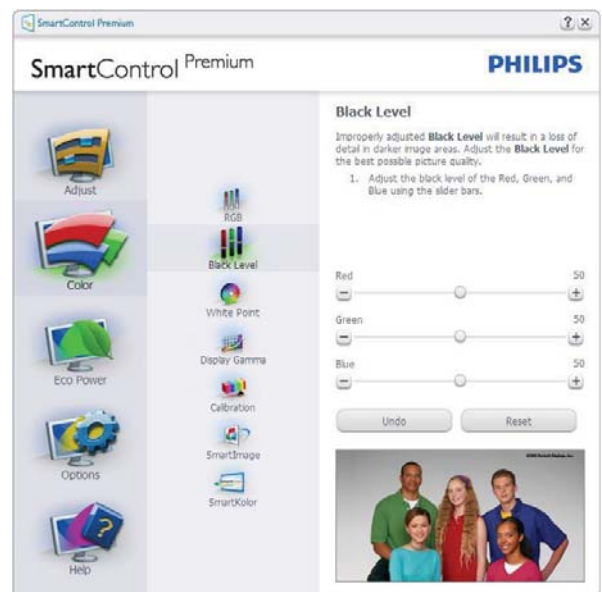 SmartControl Premium
? ×
SmartControl Premium
PHILIPS
Adjust
Color
Eco Power
Options
Help
RGB
Black Level
White Point
Display Gamma
Calibration
SmartImage
SmartKolor
Black Level
Improperly adjusted Black Level will result in a loss of
detail in darker image areas. Adjust the Black Level for
the best possible picture quality.
1. Adjust the black level of the Red, Green, and
Blue using the slider bars.
Red 50
Green 50
Blue 50
Undo Reset